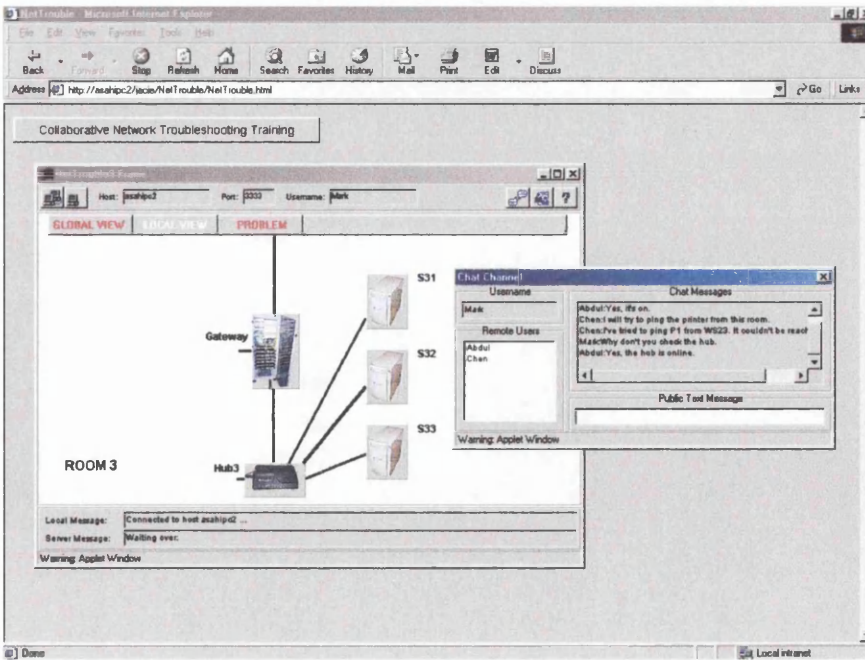 NetTrouble - Microsoft Internet Explorer
File Edit View Favorites Tools Help
Back Forward Stop Refresh Home Search Favorites History Mail Print Edit Discuss
Address http://asahipc2/jacie/NetTrouble/NetTrouble.html Go Links
Collaborative Network Troubleshooting Training
Host: asahipc2 Port: 3333 Username: Mark
GLOBAL VIEW LOCAL VIEW PROBLEM
S31
Gateway
S32
S33
ROOM 3
Hub3
Local Message: Connected to host asahipc2 ...
Server Message: Waiting over.
Warning: Applet Window
Chat Channel
Username
Mark
Remote Users
Abdul
Chen
Chat Messages
Abdul:Yes, it's on.
Chen:I will try to ping the printer from this room.
Chen:I've tried to ping P1 from WS23. It couldn't be reach
Mark:Why don't you check the hub.
Abdul:Yes, the hub is online.
Public Text Message
Warning: Applet Window
Done Local intranet